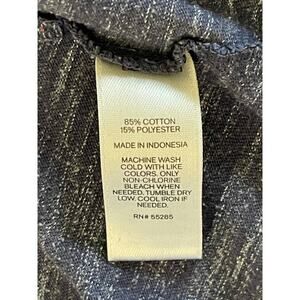 85% COTTON
15% POLYESTER
MADE IN INDONESIA
MACHINE WASH
COLD WITH LIKE
COLORS. ONLY
NON-CHLORINE
BLEACH WHEN
NEEDED. TUMBLE DRY
LOW. COOL IRON IF
NEEDED.
RN# 55285